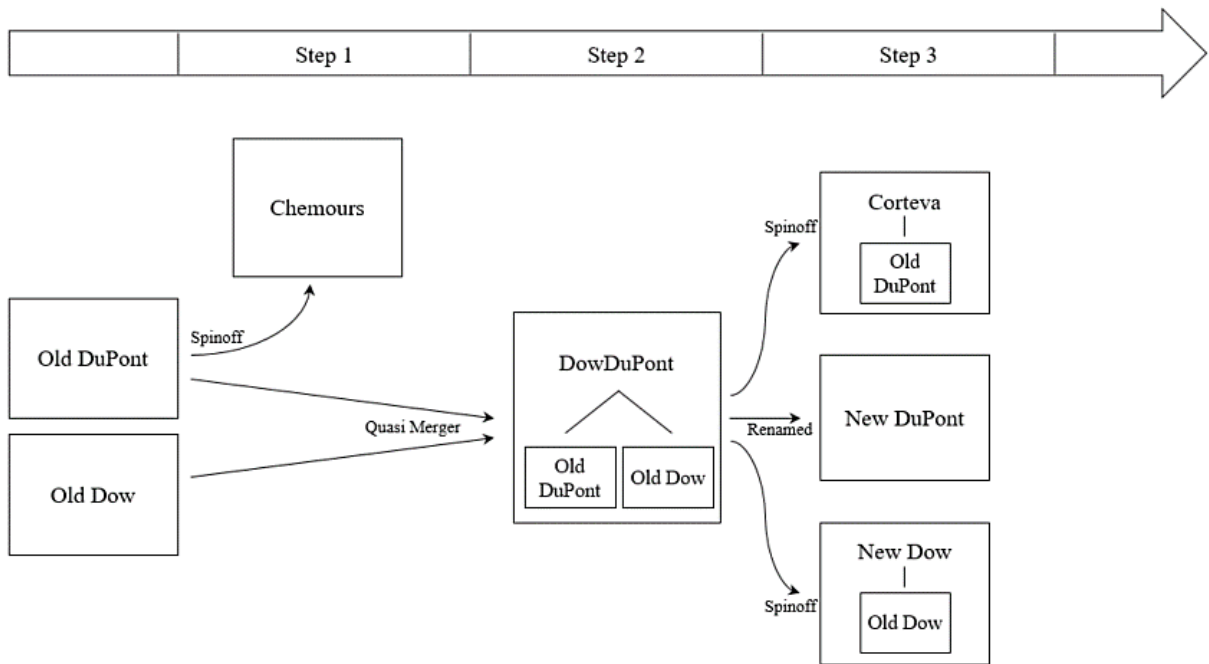 Step 1
Step 2
Step 3
Chemours
Corteva
Spinoff
Old
DuPont
Spinoff
Old DuPont
DowDuPont
New DuPont
Quasi Merger
Renamed
Old
DuPont
Old Dow
Old Dow
New Dow
Spinoff
Old Dow